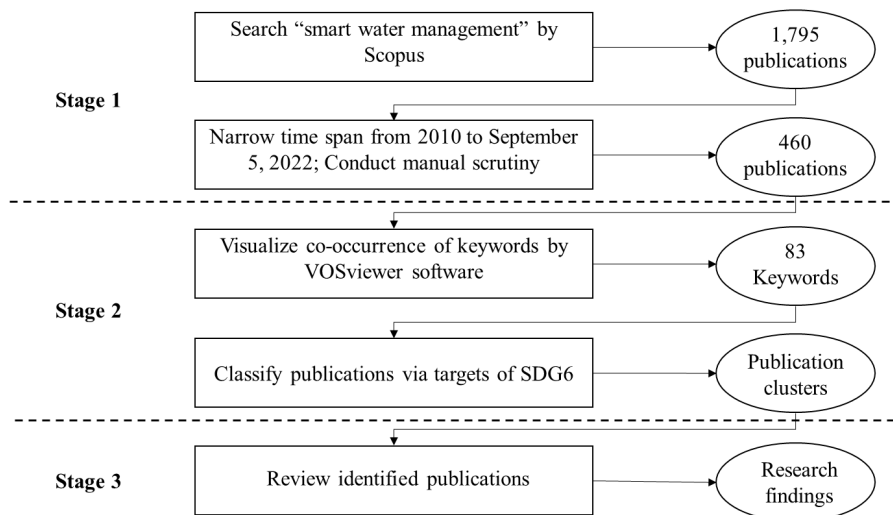 Search “smart water management” by
Scopus
1,795
publications
Stage 1
Narrow time span from 2010 to September
5, 2022; Conduct manual scrutiny
460
publications
Visualize co-occurrence of keywords by
VOSviewer software
83
Keywords
Stage 2
Classify publications via targets of SDG6
Publication
clusters
Stage 3
Review identified publications
Research
findings